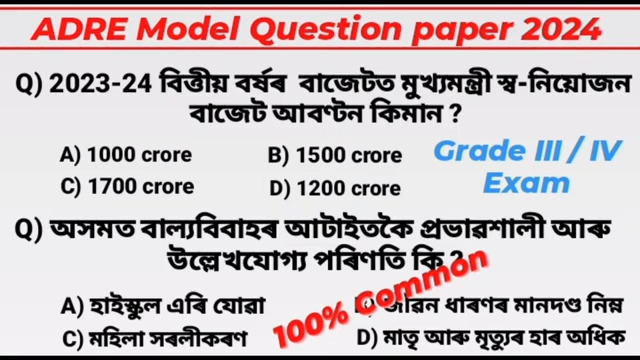 ADRE Model Question paper 2024
Q) 2023-24 বিত্তীয় বৰ্ষৰ বাজেটত মুখ্যমন্ত্ৰী স্ব-নিয়োজন
বাজেট আবণ্টন কিমান ?
A) 1000 crore B) 1500 crore
C) 1700 crore D) 1200 crore
Grade III / IV
Exam
Q) অসমত বাল্যবিবাহৰ আটাইতকৈ প্ৰভাৱশালী আৰু
উল্লেখযোগ্য পৰিণতি কি ?
A) হাইস্কুল এৰি যোৱা B) জীৱন ধাৰণৰ মানদণ্ড নিম্ন
C) মহিলা সৰলীকৰণ D) মাতৃ আৰু মৃত্যুৰ হাৰ অধিক
100% Common